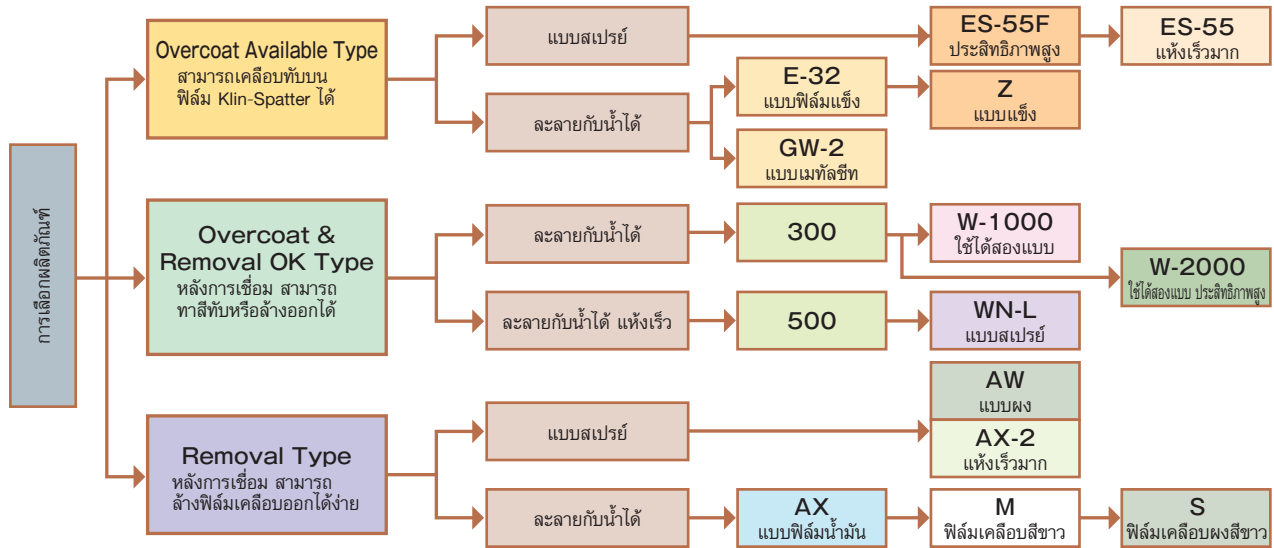 การเลือกผลิตภัณฑ์
Overcoat Available Type
สามารถเคลือบทับบน
ฟิล์ม Klin-Spatter ได้
แบบสเปรย์
ES-55F
ประสิทธิภาพสูง
ES-55
แห้งเร็วมาก
ละลายกับน้ำได้
E-32
แบบฟิล์มแข็ง
Z
แบบแข็ง
GW-2
แบบเมทัลชีท
Overcoat &
Removal OK Type
หลังการเชื่อม สามารถ
ทาสีทับหรือล้างออกได้
ละลายกับน้ำได้
300
W-1000
ใช้ได้สองแบบ
W-2000
ใช้ได้สองแบบ ประสิทธิภาพสูง
ละลายกับน้ำได้ แห้งเร็ว
500
WN-L
แบบสเปรย์
Removal Type
หลังการเชื่อม สามารถ
ล้างฟิล์มเคลือบออกได้ง่าย
แบบสเปรย์
AW
แบบผง
AX-2
แห้งเร็วมาก
ละลายกับน้ำได้
AX
แบบฟิล์มน้ำมัน
M
ฟิล์มเคลือบสีขาว
S
ฟิล์มเคลือบผงสีขาว